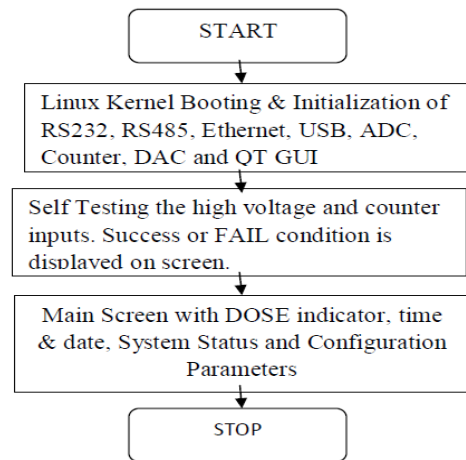 START
Linux Kernel Booting & Initialization of
RS232, RS485, Ethernet, USB, ADC,
Counter, DAC and QT GUI
Self Testing the high voltage and counter
inputs. Success or FAIL condition is
displayed on screen.
Main Screen with DOSE indicator, time
& date, System Status and Configuration
Parameters
STOP